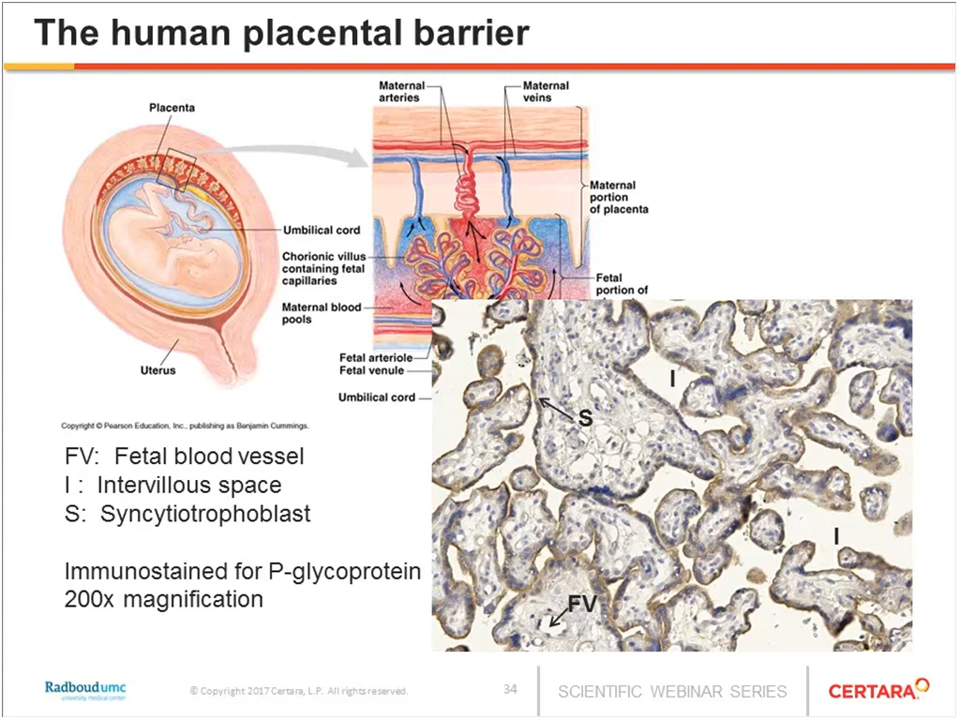 The human placental barrier
Maternal
arteries
Maternal
veins
Placenta
Maternal
portion
of placenta
Umbilical cord
Chorionic villus
containing fetal
capillaries
Fetal
portion of
Maternal blood
pools
Fetal arteriole
Fetal venule
Uterus
Umbilical cord
I
S
I
FV
Copyright © Pearson Education, Inc., publishing as Benjamin Cummings.
FV: Fetal blood vessel
I : Intervillous space
S: Syncytiotrophoblast
Immunostained for P-glycoprotein
200x magnification
Radboudumc
university medical center
© Copyright 2017 Certara, L.P. All rights reserved.
34
SCIENTIFIC WEBINAR SERIES
CERTARA